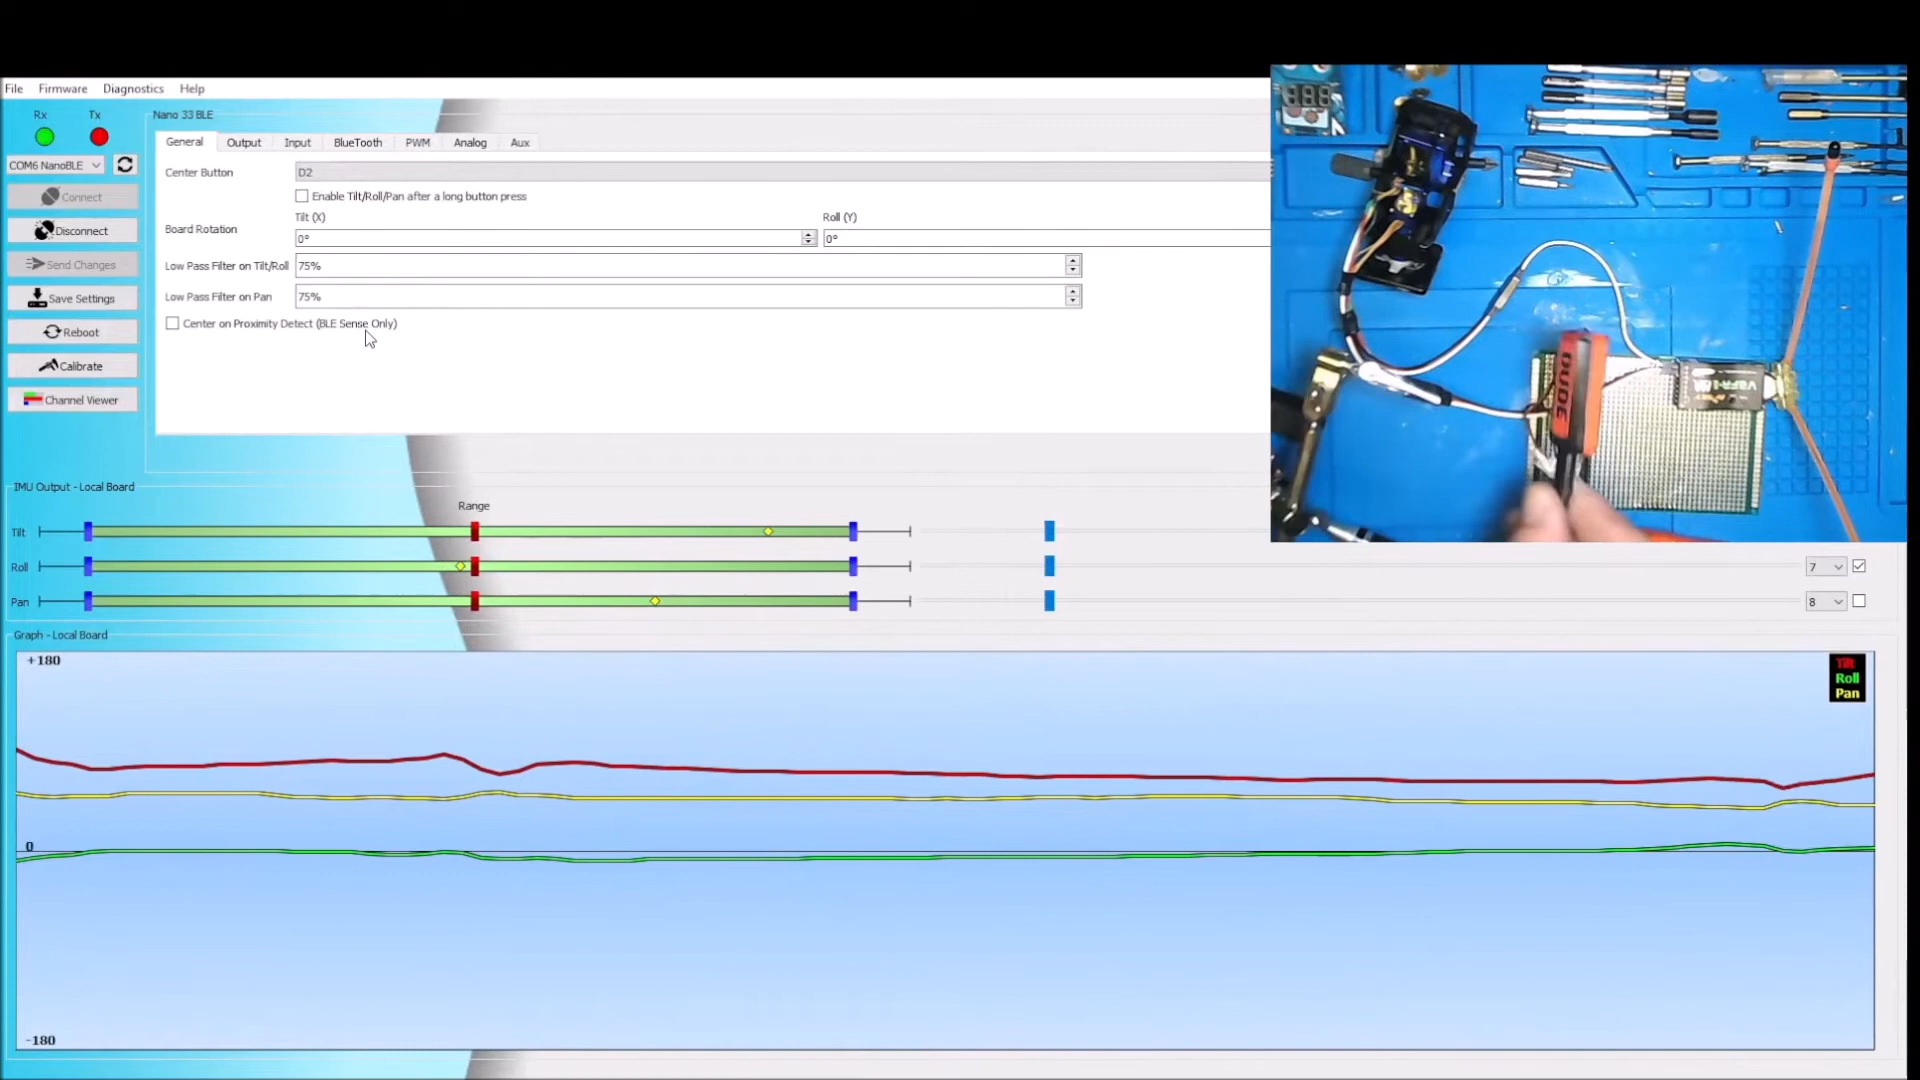 File Firmware Diagnostics Help
Rx Tx
Nano 33 BLE
General Output Input BlueTooth PWM Analog Aux
COM6 NanoBLE
Connect
Disconnect
Send Changes
Save Settings
Reboot
Calibrate
Channel Viewer
Center Button D2
Enable Tilt/Roll/Pan after a long button press
Tilt (X) Roll (Y)
Board Rotation 0° 0°
Low Pass Filter on Tilt/Roll 75%
Low Pass Filter on Pan 75%
Center on Proximity Detect (BLE Sense Only)
DUDE
IMU Output - Local Board
Range
Tilt
Roll 7
Pan 8
Graph - Local Board
+180
Tilt
Roll
Pan
0
-180